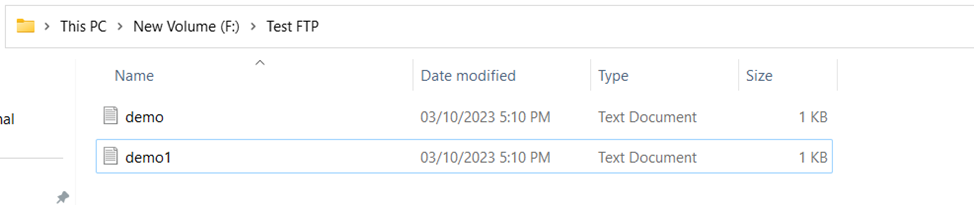 This PC > New Volume (F:) > Test FTP
Name Date modified Type Size
demo 03/10/2023 5:10 PM Text Document 1 KB
nal
demo1 03/10/2023 5:10 PM Text Document 1 KB